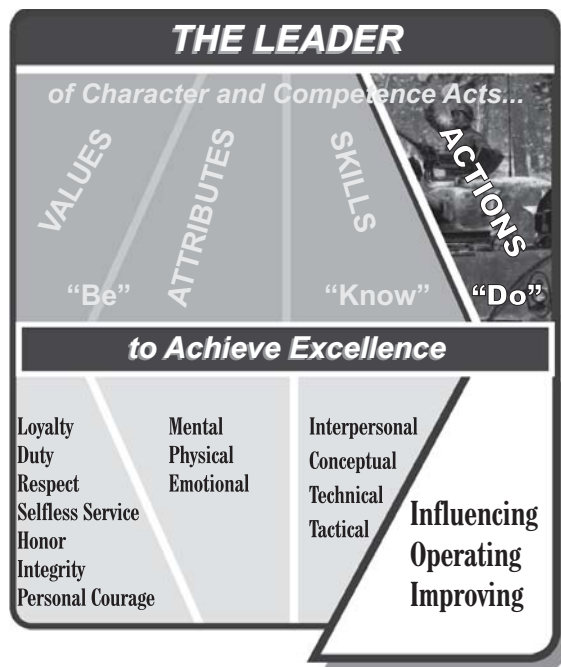 THE LEADER
of Character and Competence Acts...
VALUES
ATTRIBUTES
SKILLS
ACTIONS
“Be”
“Know”
“Do”
to Achieve Excellence
Loyalty
Duty
Respect
Selfless Service
Honor
Integrity
Personal Courage
Mental
Physical
Emotional
Interpersonal
Conceptual
Technical
Tactical
Influencing
Operating
Improving